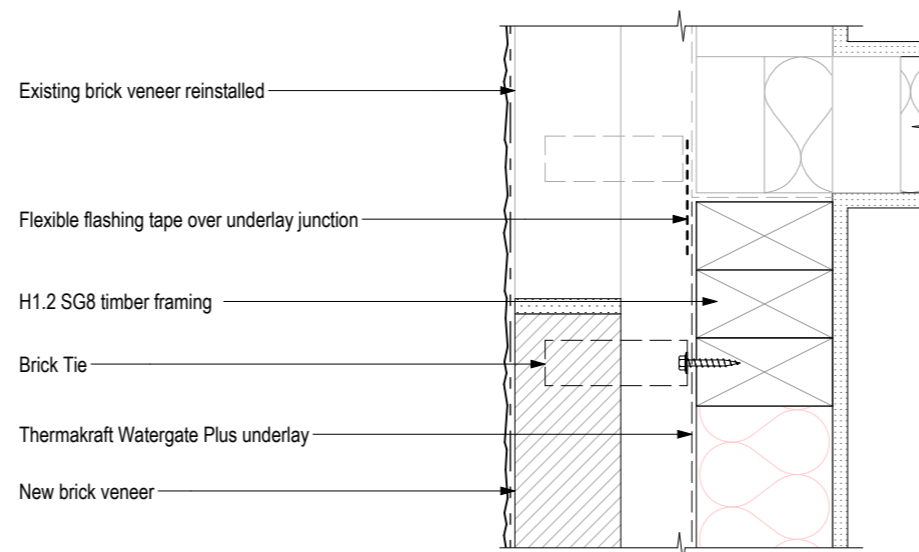 Existing brick veneer reinstalled
Flexible flashing tape over underlay junction
H1.2 SG8 timber framing
Brick Tie
Thermakraft Watergate Plus underlay
New brick veneer